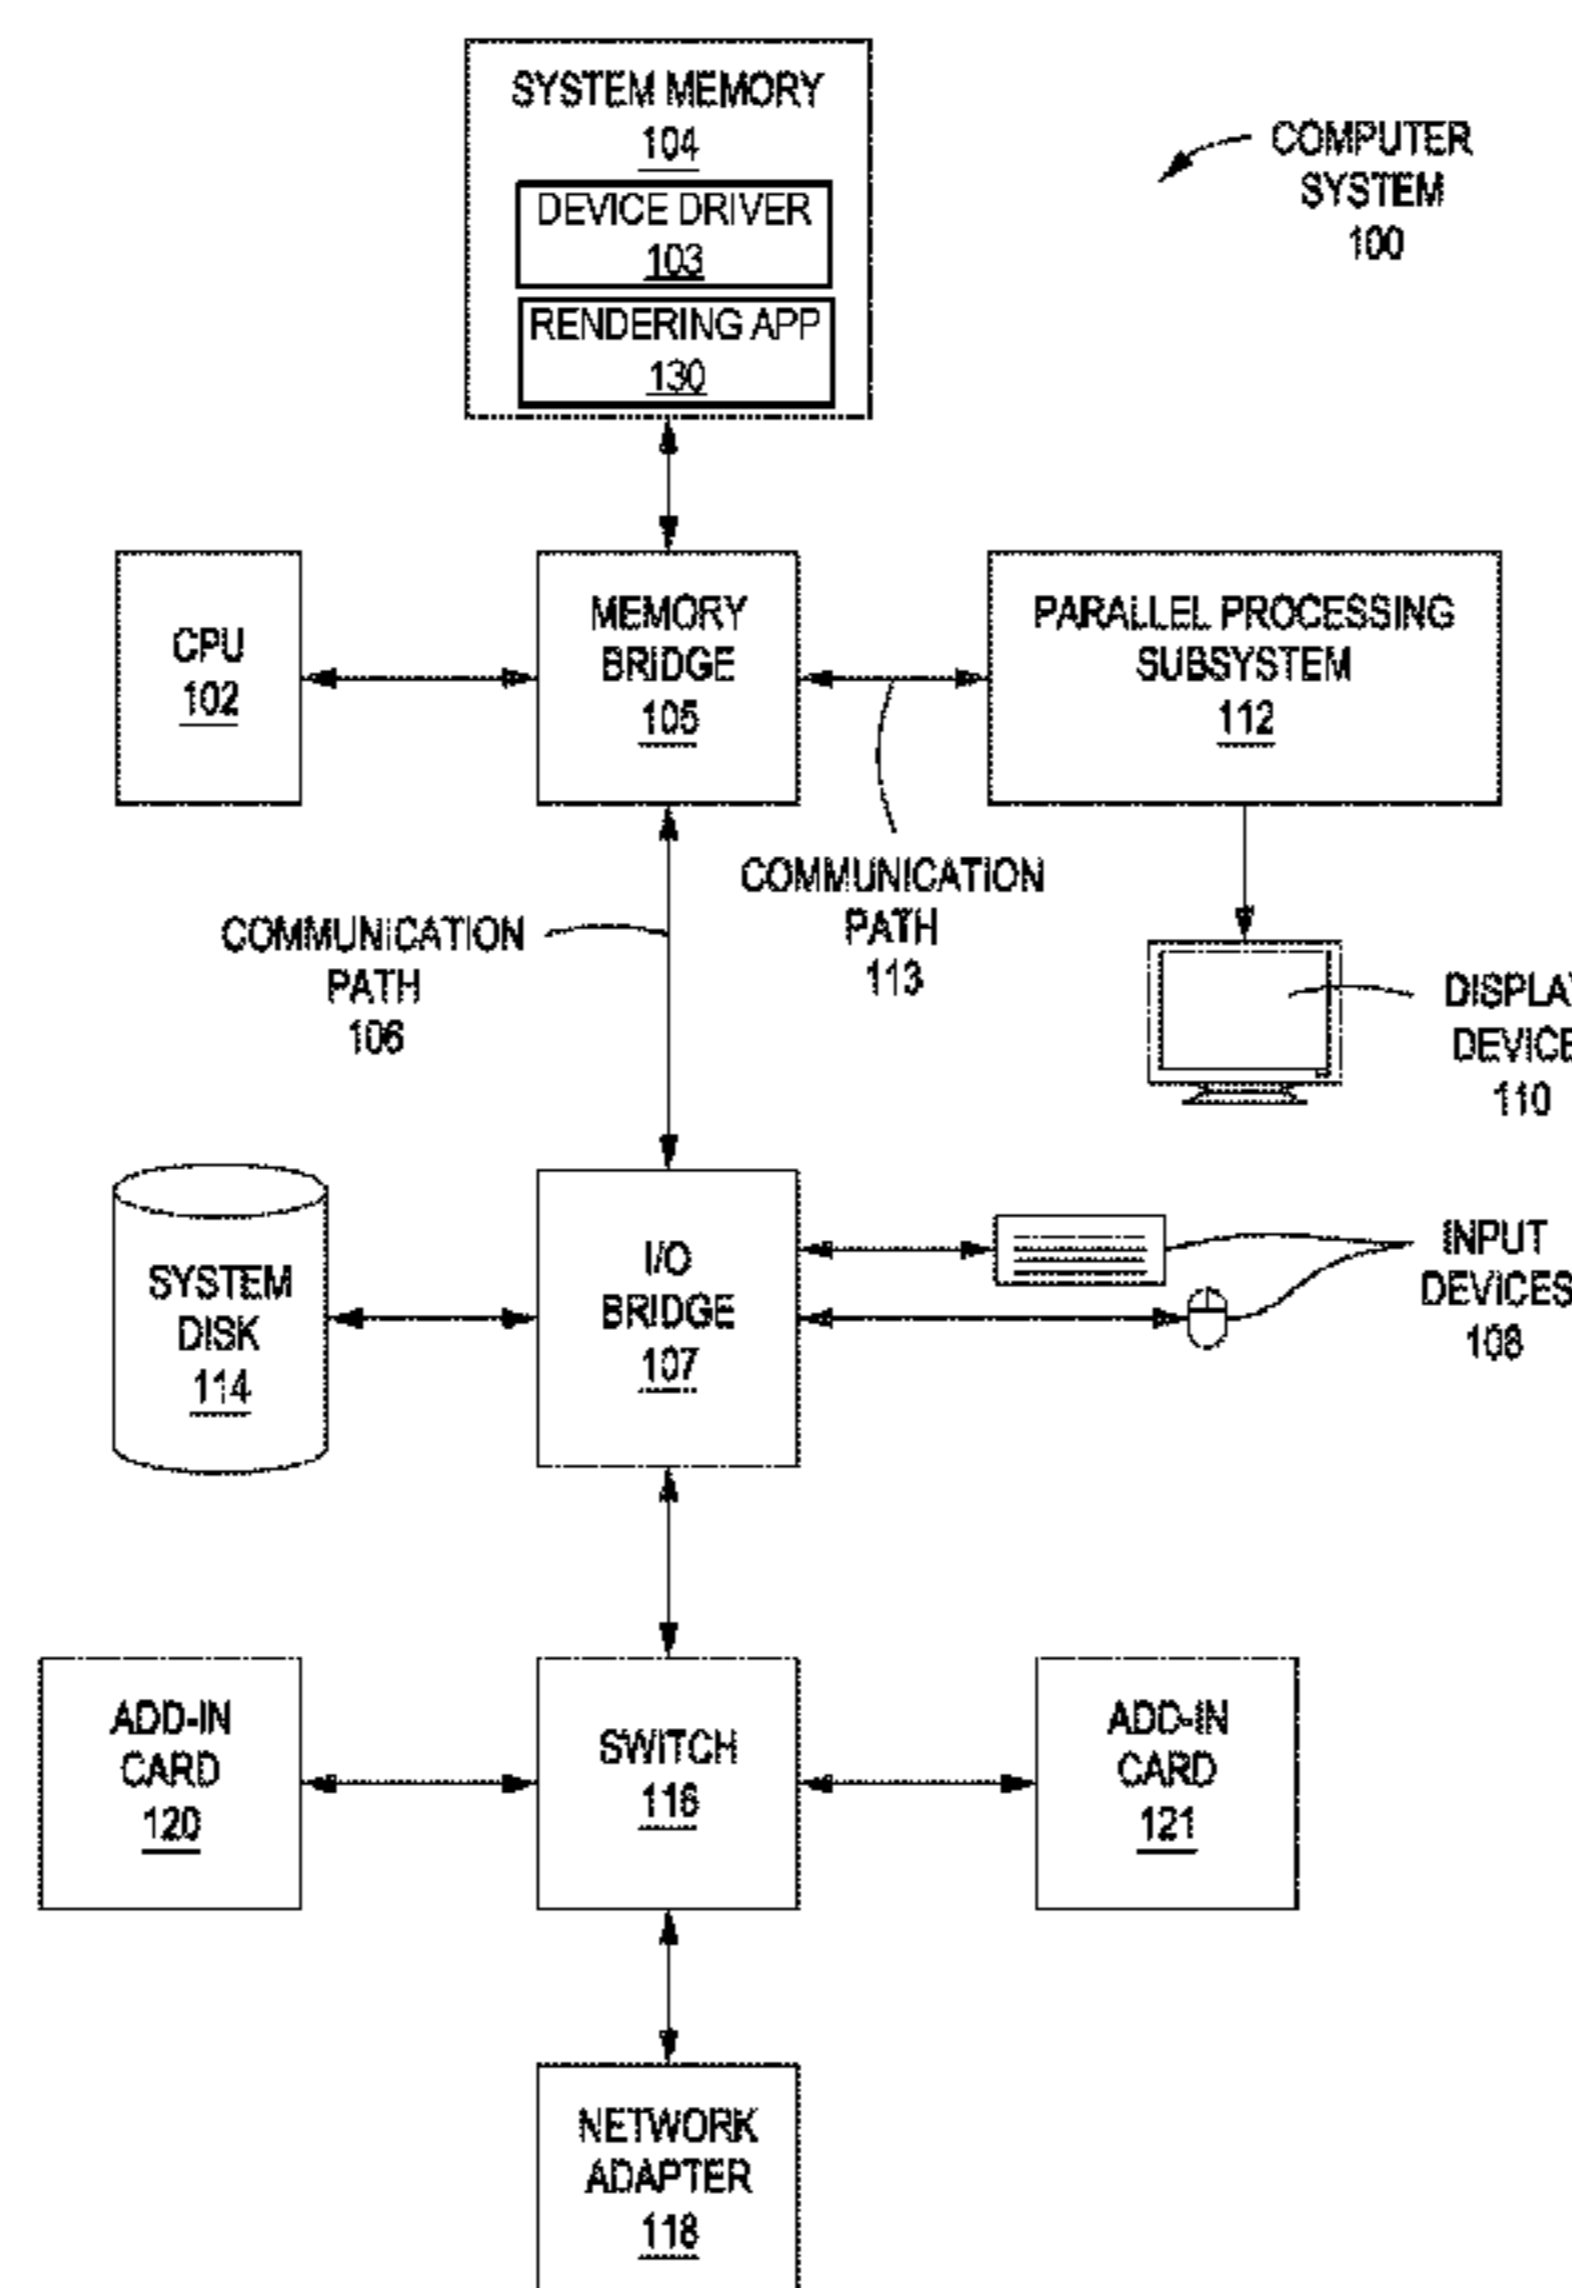 SYSTEM MEMORY
104
DEVICE DRIVER
103
RENDERING APP
130
COMPUTER
SYSTEM
100
CPU
102
MEMORY
BRIDGE
105
PARALLEL PROCESSING
SUBSYSTEM
112
COMMUNICATION
PATH
106
COMMUNICATION
PATH
113
DISPLAY
DEVICE
110
SYSTEM
DISK
114
I/O
BRIDGE
107
INPUT
DEVICES
108
ADD-IN
CARD
120
SWITCH
116
ADD-IN
CARD
121
NETWORK
ADAPTER
118